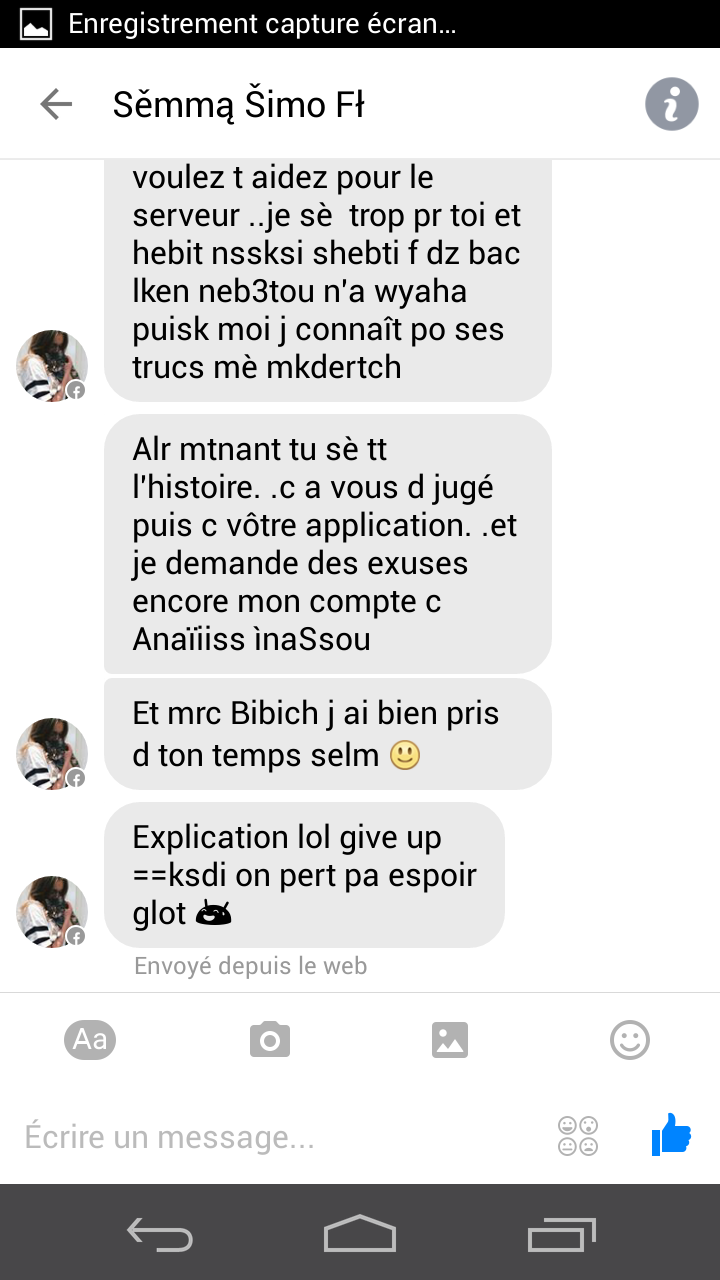 Enregistrement capture écran...
Sěmmą Šimo Fł
voulez t aidez pour le
serveur ..je sè  trop pr toi et
hebit nssksi shebti f dz bac
lken neb3tou n'a wyaha
puisk moi j connaît po ses
trucs mè mkdertch
Alr mtnant tu sè tt
l'histoire. .c a vous d jugé
puis c vôtre application. .et
je demande des exuses
encore mon compte c
Anaïïiss ìnaSsou
Et mrc Bibich j ai bien pris
d ton temps selm 🙂
Explication lol give up
==ksdi on pert pa espoir
glot
Envoyé depuis le web
Aa
Écrire un message...